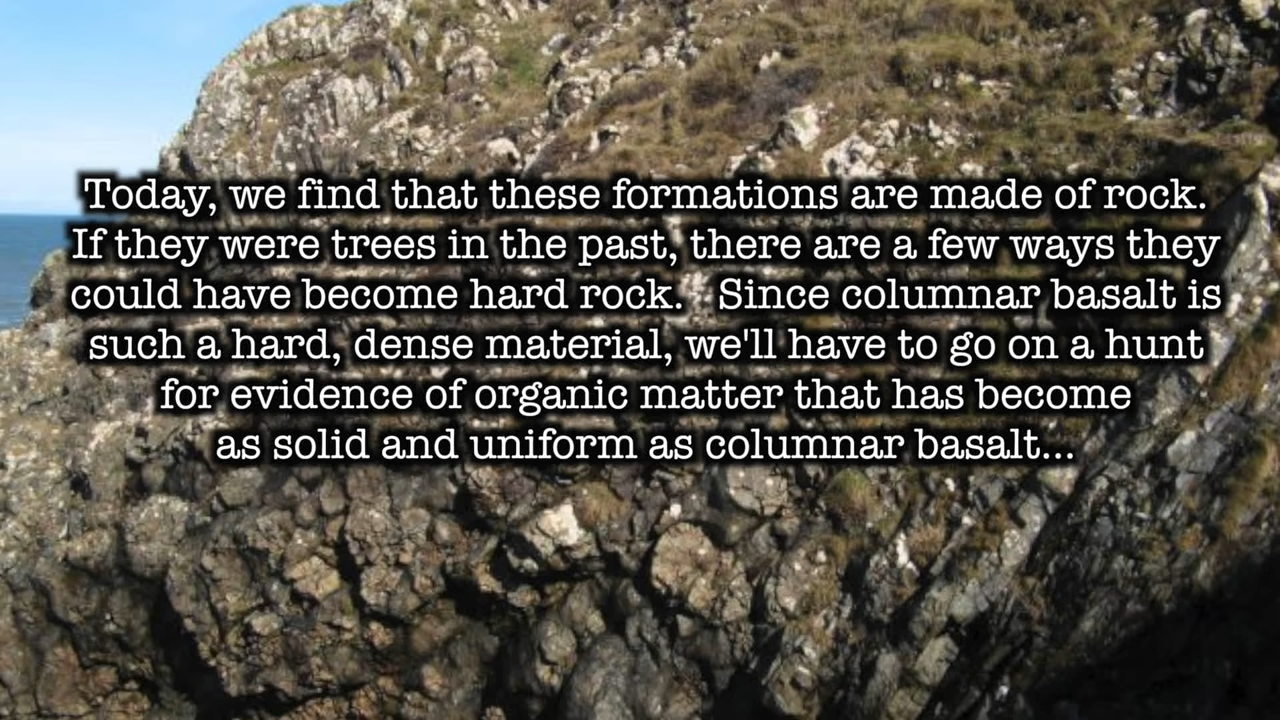 Today, we find that these formations are made of rock.
If they were trees in the past, there are a few ways they
could have become hard rock.   Since columnar basalt is
such a hard, dense material, we'll have to go on a hunt
for evidence of organic matter that has become
as solid and uniform as columnar basalt...